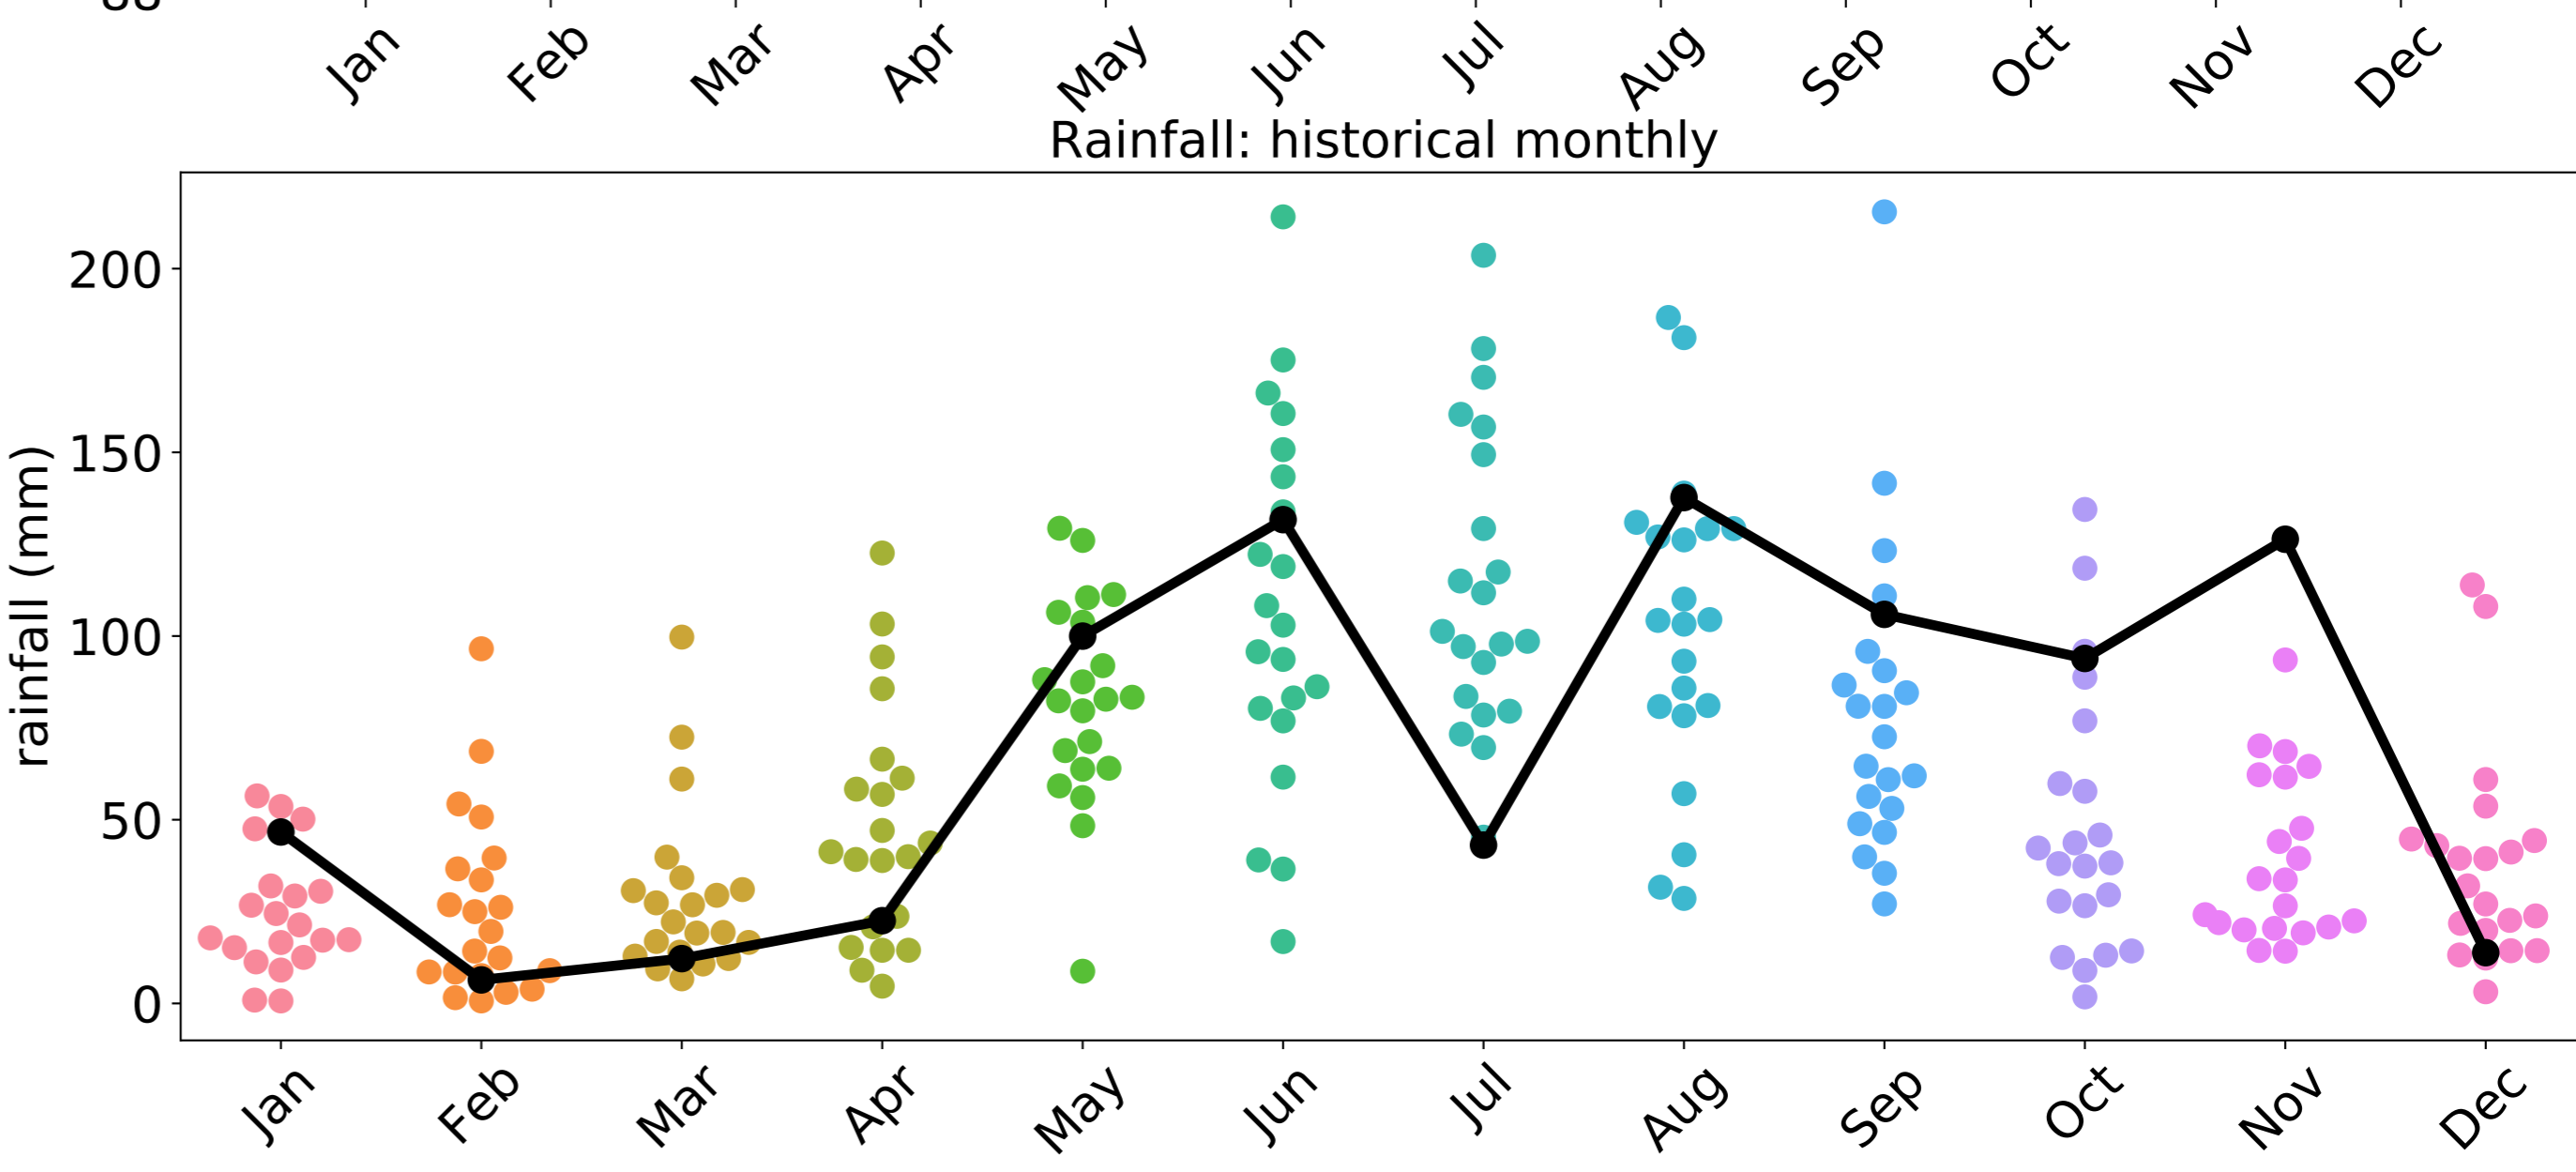 Jan Feb Mar Apr May Jun Jul Aug Sep Oct Nov Dec
Rainfall: historical monthly
rainfall (mm)
200
150
100
50
0
Jan Feb Mar Apr May Jun Jul Aug Sep Oct Nov Dec